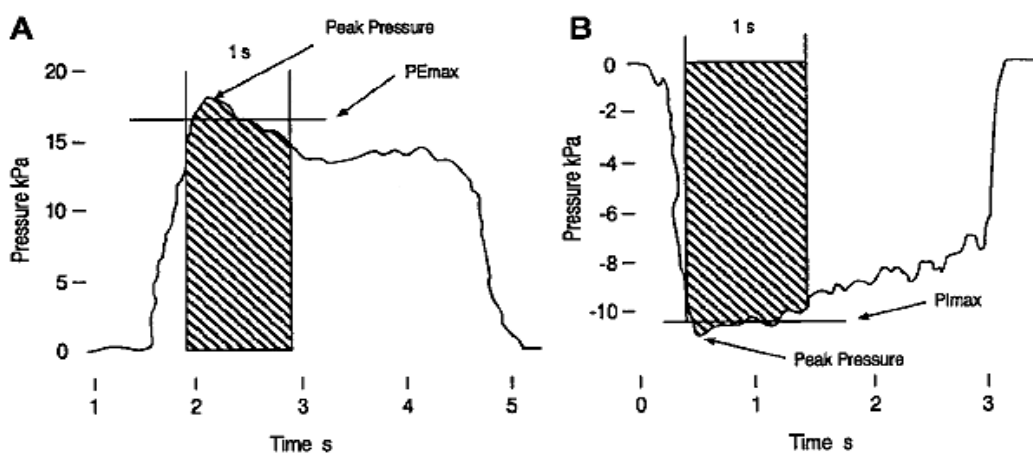 A
Peak Pressure
1 s
PEmax
20
15
10
5
0
Pressure kPa
1 2 3 4 5
Time s
B
1 s
0
-2
-4
-6
-8
-10
Pressure kPa
PImax
Peak Pressure
0 1 2 3
Time s